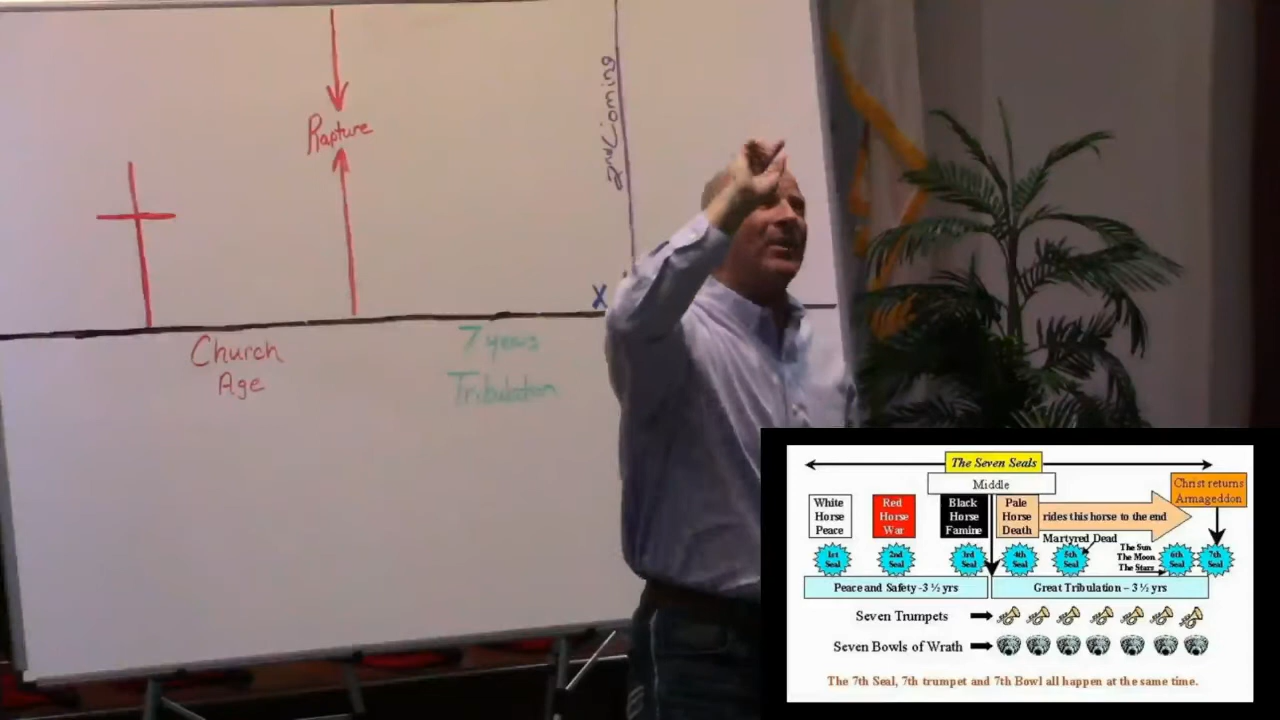 Rapture
2nd Coming
X
Church
Age
7 years
Tribulation
The Seven Seals
Middle
Christ returns
Armageddon
White
Horse
Peace
Red
Horse
War
Black
Horse
Famine
Pale
Horse
Death
rides this horse to the end
Martyred Dead
The Sun
The Moon
The Stars
1st
Seal
2nd
Seal
3rd
Seal
4th
Seal
5th
Seal
6th
Seal
7th
Seal
Peace and Safety -3 ½ yrs
Great Tribulation – 3 ½ yrs
Seven Trumpets
Seven Bowls of Wrath
The 7th Seal, 7th trumpet and 7th Bowl all happen at the same time.